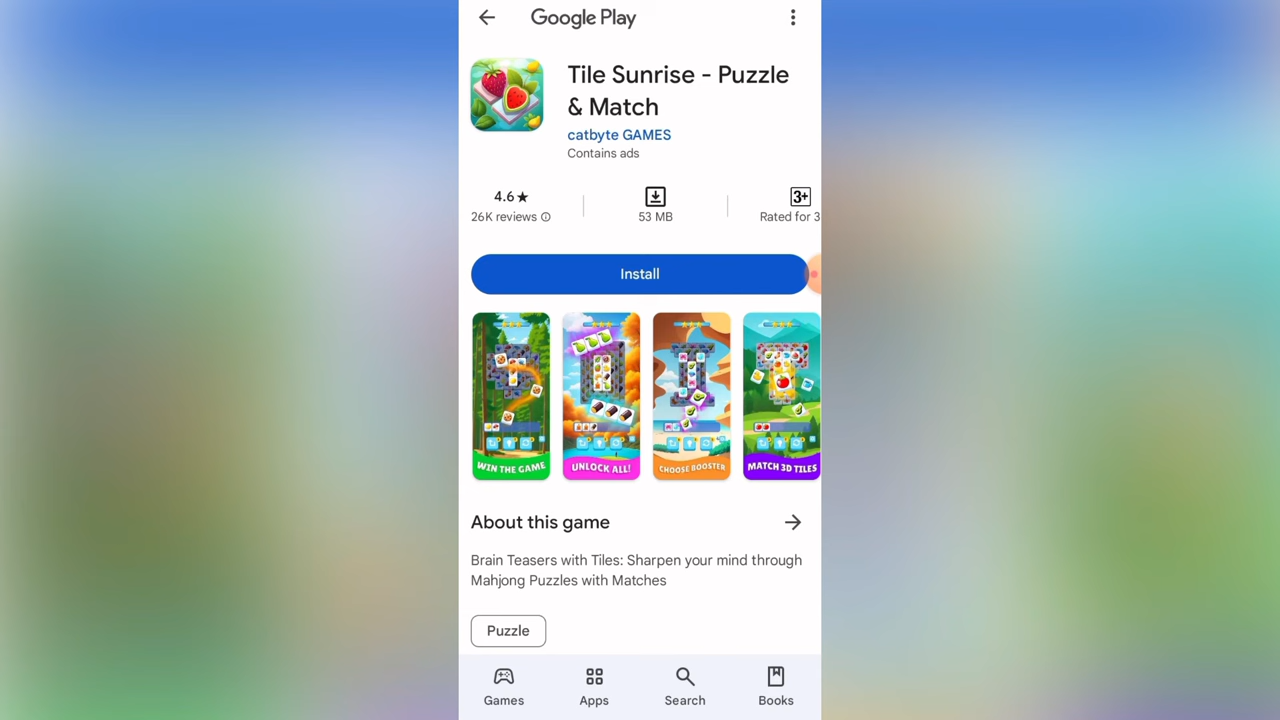 Google Play
Tile Sunrise - Puzzle
& Match
catbyte GAMES
Contains ads
4.6★
26K reviews
53 MB
3+
Rated for 3
Install
WIN THE GAME
UNLOCK ALL!
CHOOSE BOOSTER
MATCH 3D TILES
About this game
Brain Teasers with Tiles: Sharpen your mind through
Mahjong Puzzles with Matches
Puzzle
Games
Apps
Search
Books